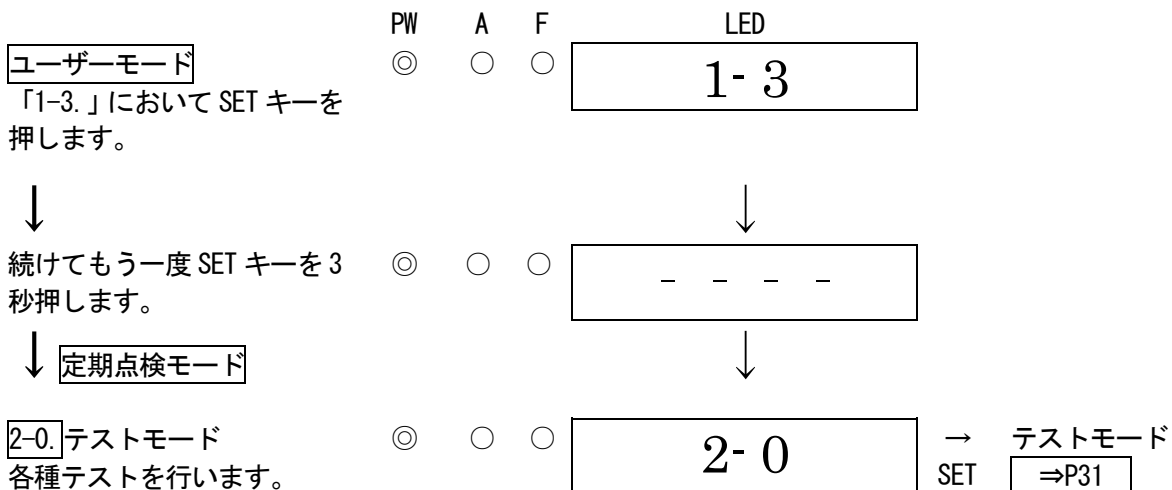 PW A F LED
ユーザーモード ◎ ○ ○ 1-3
「1-3.」において SET キーを
押します。
↓ ↓
続けてもう一度 SET キーを 3 ◎ ○ ○ - - - -
秒押します。
↓ 定期点検モード ↓
2-0.テストモード ◎ ○ ○ 2-0 → テストモード
各種テストを行います。 SET ⇒P31